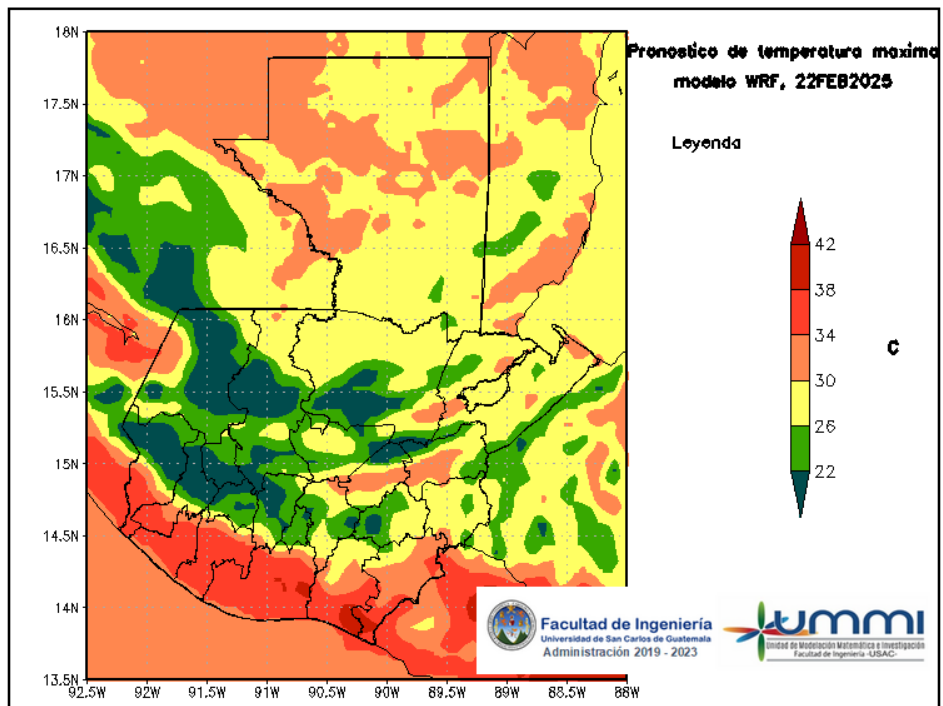 Pronostico de temperatura maxima
modelo WRF, 22FEB2025
Leyenda
42
38
34
30
26
22
C
18N
17.5N
17N
16.5N
16N
15.5N
15N
14.5N
14N
13.5N
92.5W 92W 91.5W 91W 90.5W 90W 89.5W 89W 88.5W 88W
Facultad de Ingeniería
Universidad de San Carlos de Guatemala
Administración 2019 - 2023
UMMI
Unidad de Modelación Matemática e Investigación
Facultad de Ingeniería -USAC-